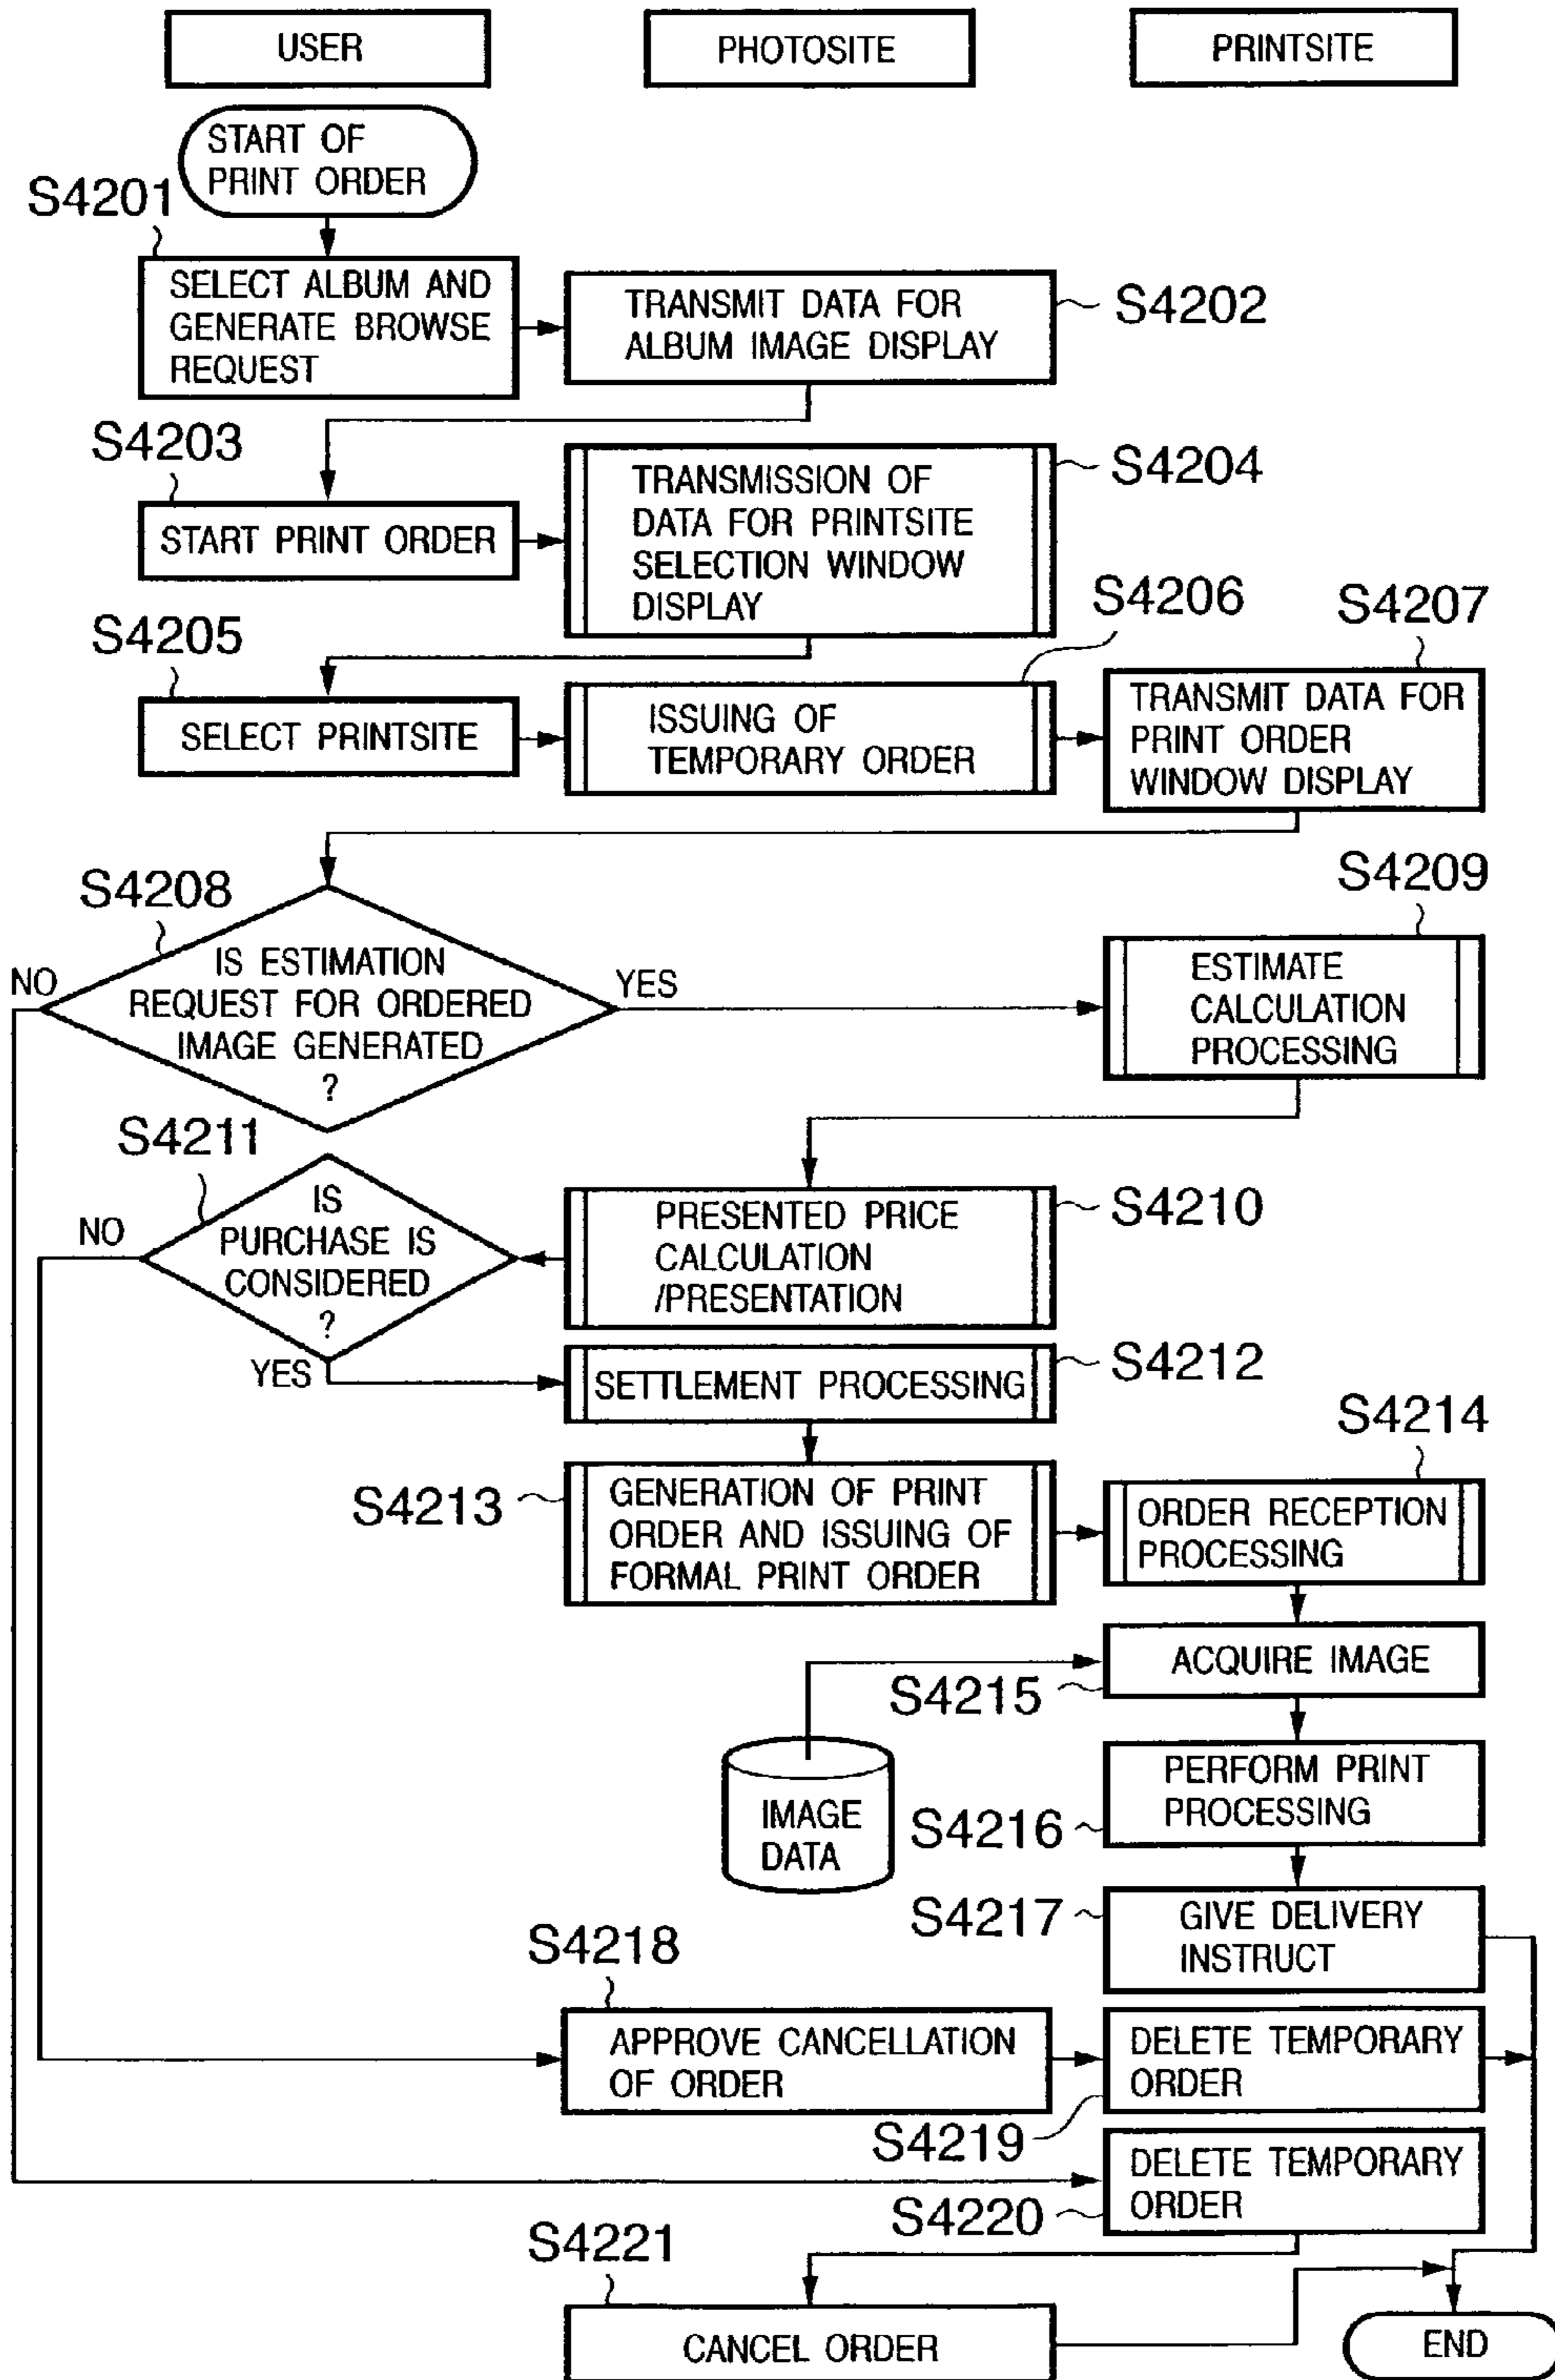 USER
PHOTOSITE
PRINTSITE
START OF
PRINT ORDER
S4201
SELECT ALBUM AND
GENERATE BROWSE
REQUEST
TRANSMIT DATA FOR
ALBUM IMAGE DISPLAY
S4202
S4203
START PRINT ORDER
TRANSMISSION OF
DATA FOR PRINTSITE
SELECTION WINDOW
DISPLAY
S4204
S4205
SELECT PRINTSITE
S4206
ISSUING OF
TEMPORARY ORDER
S4207
TRANSMIT DATA FOR
PRINT ORDER
WINDOW DISPLAY
S4208
NO
IS ESTIMATION
REQUEST FOR ORDERED
IMAGE GENERATED
?
YES
S4209
ESTIMATE
CALCULATION
PROCESSING
S4211
NO
IS
PURCHASE IS
CONSIDERED
?
YES
PRESENTED PRICE
CALCULATION
/PRESENTATION
S4210
SETTLEMENT PROCESSING
S4212
S4213
GENERATION OF PRINT
ORDER AND ISSUING OF
FORMAL PRINT ORDER
S4214
ORDER RECEPTION
PROCESSING
ACQUIRE IMAGE
S4215
IMAGE
DATA
PERFORM PRINT
PROCESSING
S4216
S4217
GIVE DELIVERY
INSTRUCT
S4218
APPROVE CANCELLATION
OF ORDER
DELETE TEMPORARY
ORDER
S4219
DELETE TEMPORARY
ORDER
S4220
S4221
CANCEL ORDER
END